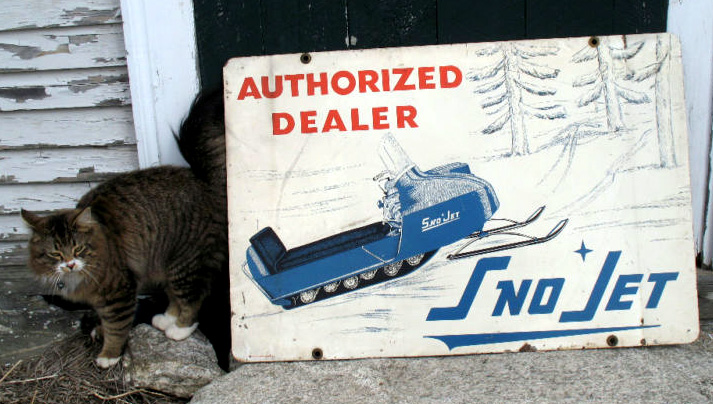 AUTHORIZED
DEALER
SNO'JET
SNO JET